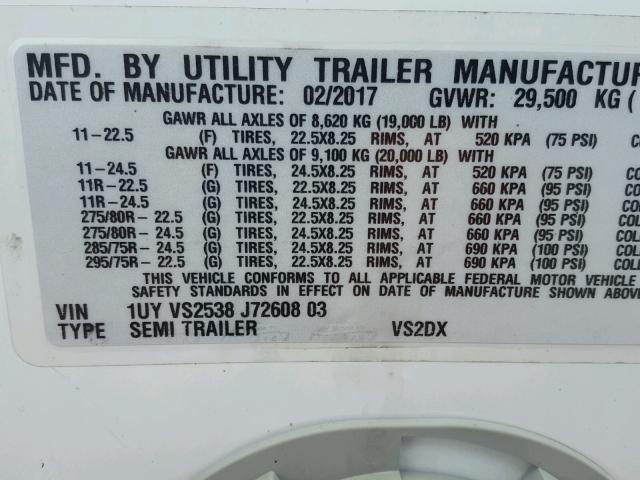 MFD. BY UTILITY TRAILER MANUFACTUR
DATE OF MANUFACTURE: 02/2017 GVWR: 29,500 KG (
GAWR ALL AXLES OF 8,620 KG (19,000 LB) WITH
11-22.5 (F) TIRES, 22.5X8.25 RIMS, AT 520 KPA (75 PSI) CO
GAWR ALL AXLES OF 9,100 KG (20,000 LB) WITH
11-24.5 (F) TIRES, 24.5X8.25 RIMS, AT 520 KPA (75 PSI) CO
11R-22.5 (G) TIRES, 22.5X8.25 RIMS, AT 660 KPA (95 PSI) COL
11R-24.5 (G) TIRES, 24.5X8.25 RIMS, AT 660 KPA (95 PSI) COL
275/80R-22.5 (G) TIRES, 22.5X8.25 RIMS, AT 660 KPA (95 PSI) COL
275/80R-24.5 (G) TIRES, 24.5X8.25 RIMS, AT 660 KPA (95 PSI) COL
285/75R-24.5 (G) TIRES, 24.5X8.25 RIMS, AT 690 KPA (100 PSI) COL
295/75R-22.5 (G) TIRES, 22.5X8.25 RIMS, AT 690 KPA (100 PSI) COLD
THIS VEHICLE CONFORMS TO ALL APPLICABLE FEDERAL MOTOR VEHICLE
SAFETY STANDARDS IN EFFECT ON DATE OF MANUFACTURE SHOWN ABOVE
VIN 1UY VS2538 J72608 03
TYPE SEMI TRAILER VS2DX